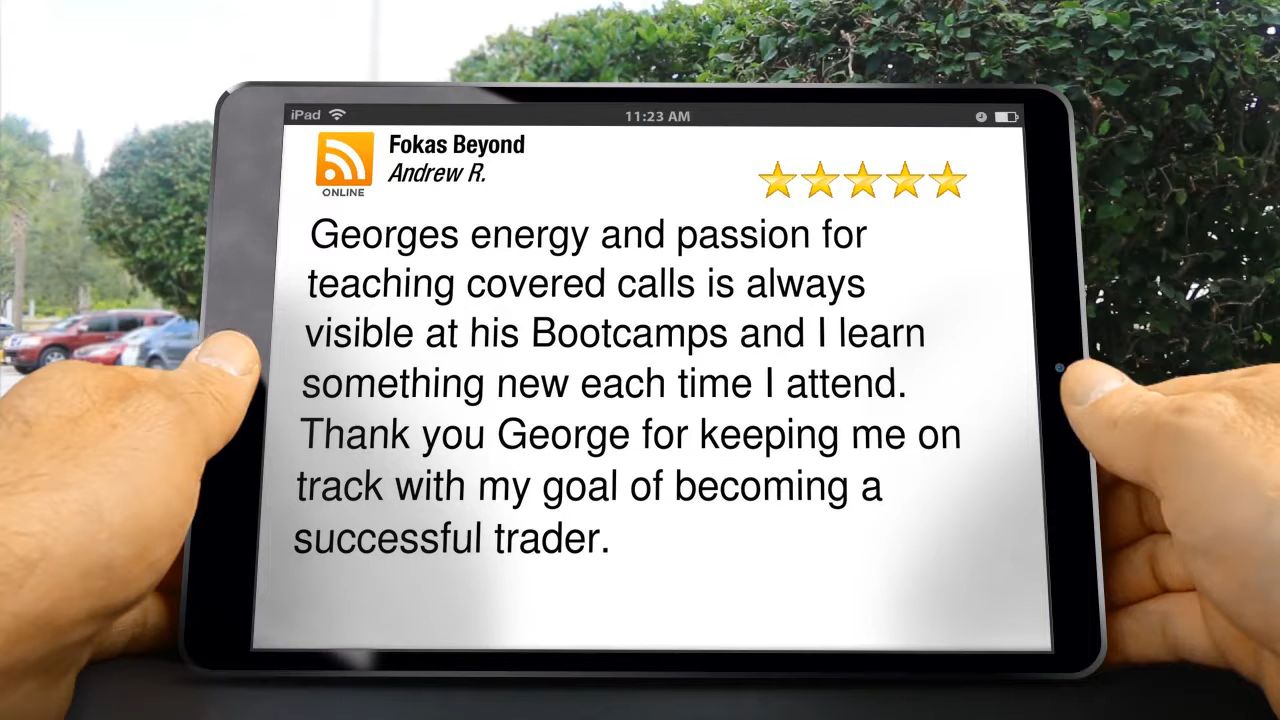 iPad 11:23 AM
Fokas Beyond
Andrew R.
ONLINE
Georges energy and passion for
teaching covered calls is always
visible at his Bootcamps and I learn
something new each time I attend.
Thank you George for keeping me on
track with my goal of becoming a
successful trader.